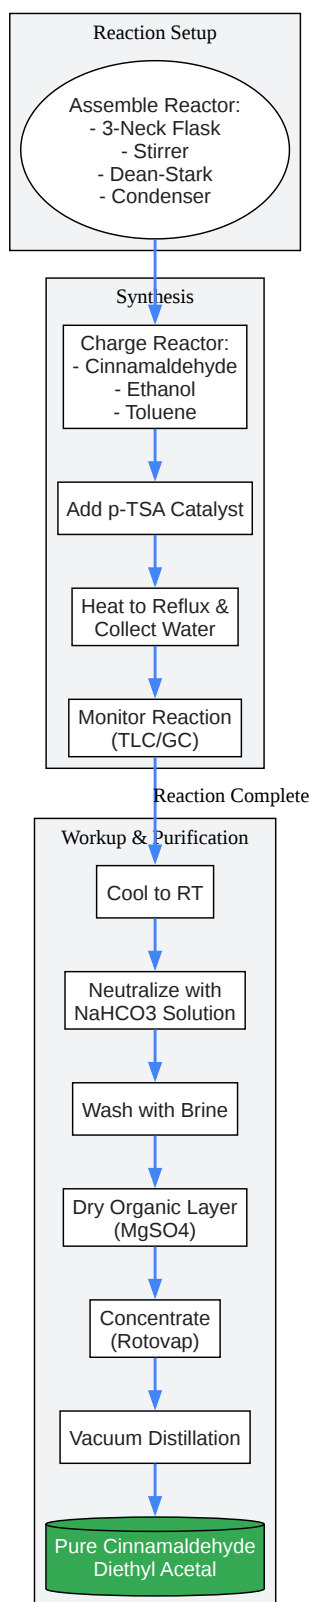 Reaction Setup
Assemble Reactor:
- 3-Neck Flask
- Stirrer
- Dean-Stark
- Condenser
Synthesis
Charge Reactor:
- Cinnamaldehyde
- Ethanol
- Toluene
Add p-TSA Catalyst
Heat to Reflux &
Collect Water
Monitor Reaction
(TLC/GC)
Reaction Complete
Workup & Purification
Cool to RT
Neutralize with
NaHCO3 Solution
Wash with Brine
Dry Organic Layer
(MgSO4)
Concentrate
(Rotovap)
Vacuum Distillation
Pure Cinnamaldehyde
Diethyl Acetal